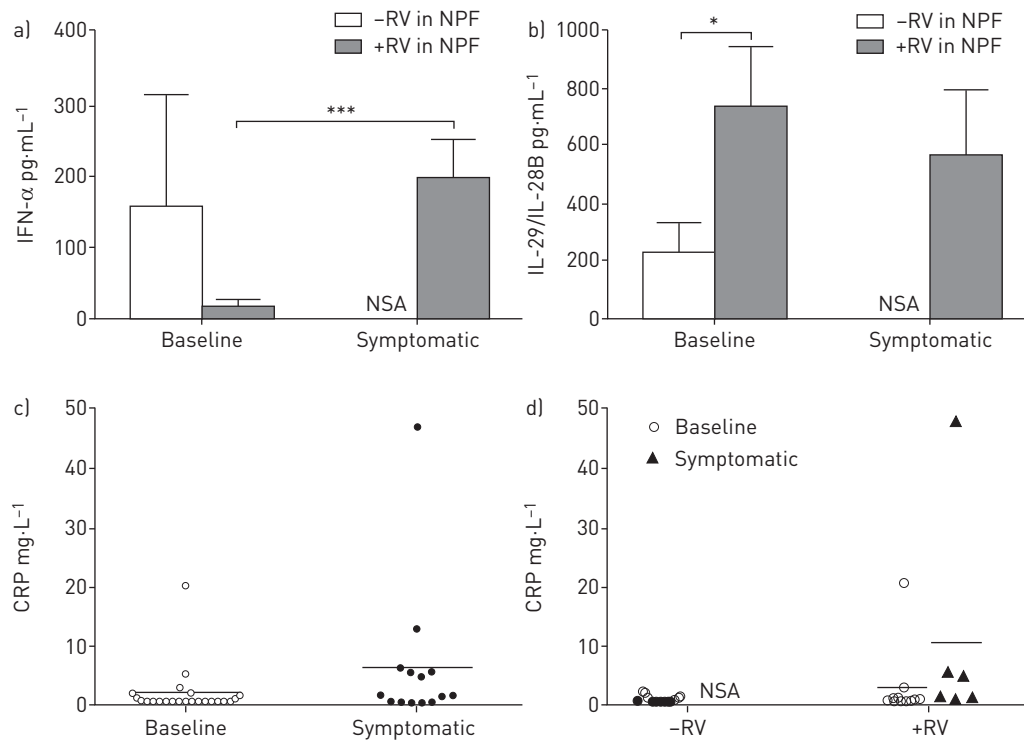 a)
–RV in NPF
+RV in NPF
IFN-α pg·mL⁻¹
400
300
200
100
0
***
NSA
Baseline
Symptomatic
b)
–RV in NPF
+RV in NPF
IL-29/IL-28B pg·mL⁻¹
1000
800
600
400
200
0
*
NSA
Baseline
Symptomatic
c)
CRP mg·L⁻¹
50
40
30
20
10
0
Baseline
Symptomatic
d)
Baseline
Symptomatic
CRP mg·L⁻¹
50
40
30
20
10
0
NSA
–RV
+RV